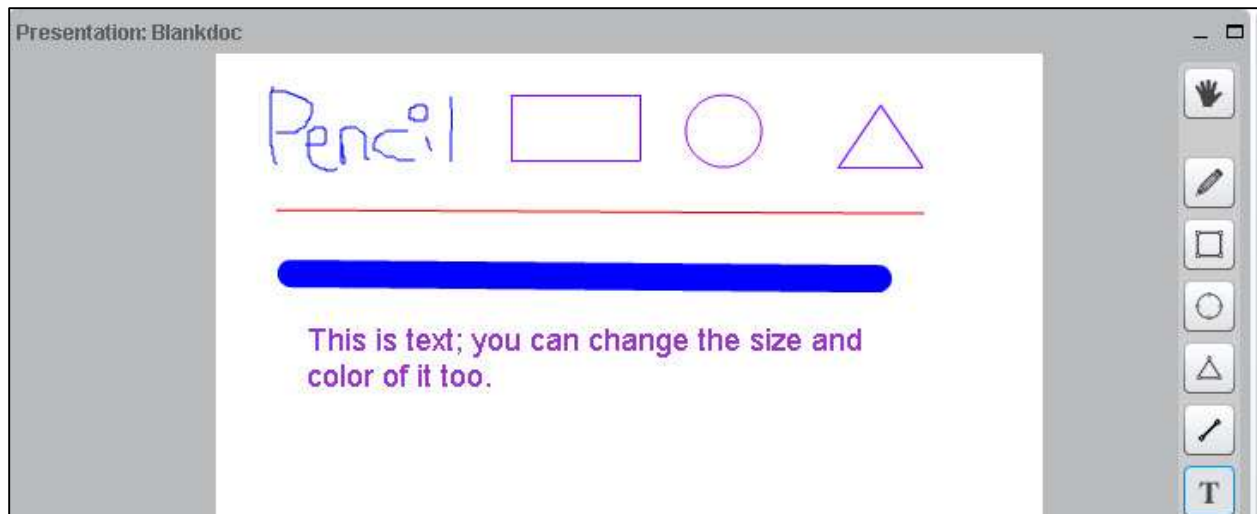 Presentation: Blankdoc
Pencil
This is text; you can change the size and
color of it too.
T